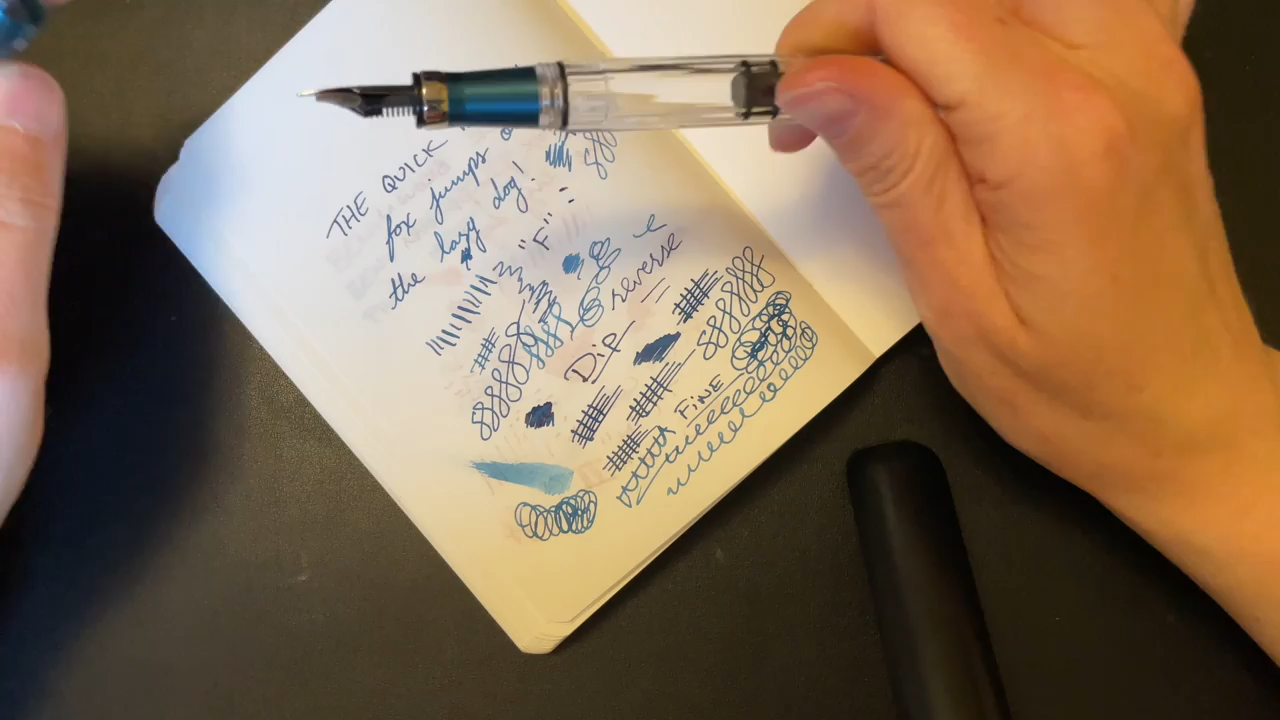 THE QUICK
fox jumps
the lazy dog!
"F"
reverse
Dip
FINE